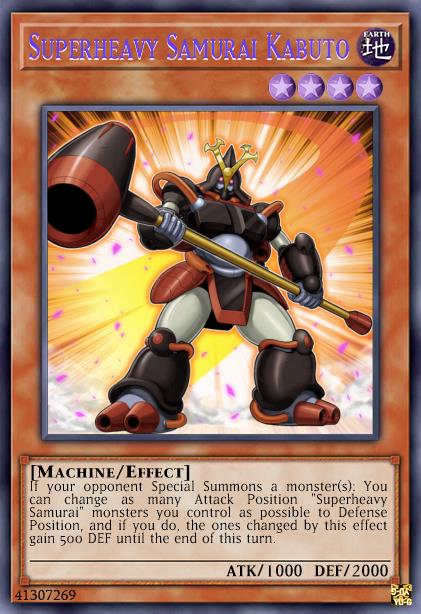 Superheavy Samurai Kabuto
EARTH
地
[Machine/Effect]
If your opponent Special Summons a monster(s): You
can change as many Attack Position "Superheavy
Samurai" monsters you control as possible to Defense
Position, and if you do, the ones changed by this effect
gain 500 DEF until the end of this turn.
ATK/1000 DEF/2000
41307269